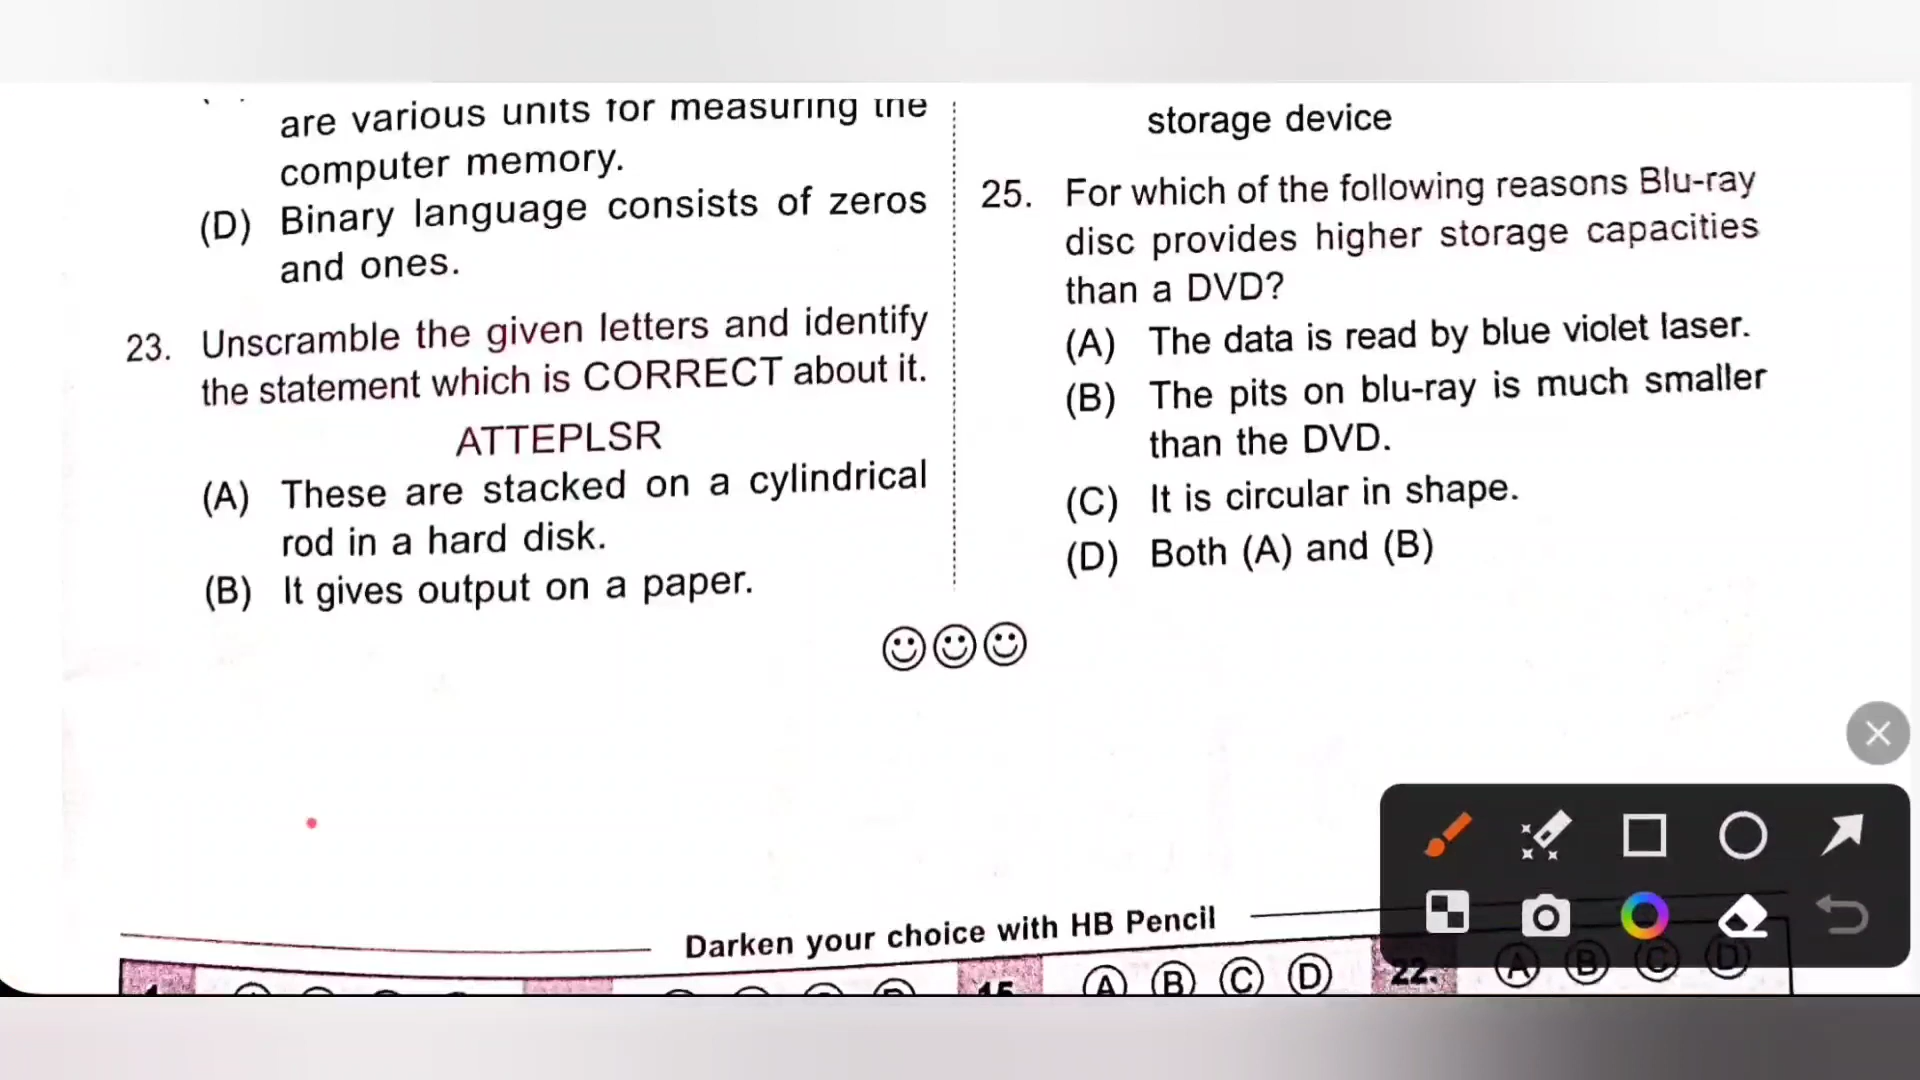 are various units for measuring the
computer memory.
(D) Binary language consists of zeros
and ones.
23. Unscramble the given letters and identify
the statement which is CORRECT about it.
ATTEPLSR
(A) These are stacked on a cylindrical
rod in a hard disk.
(B) It gives output on a paper.
storage device
25. For which of the following reasons Blu-ray
disc provides higher storage capacities
than a DVD?
(A) The data is read by blue violet laser.
(B) The pits on blu-ray is much smaller
than the DVD.
(C) It is circular in shape.
(D) Both (A) and (B)
Darken your choice with HB Pencil
15 A B C D 22. A B C D